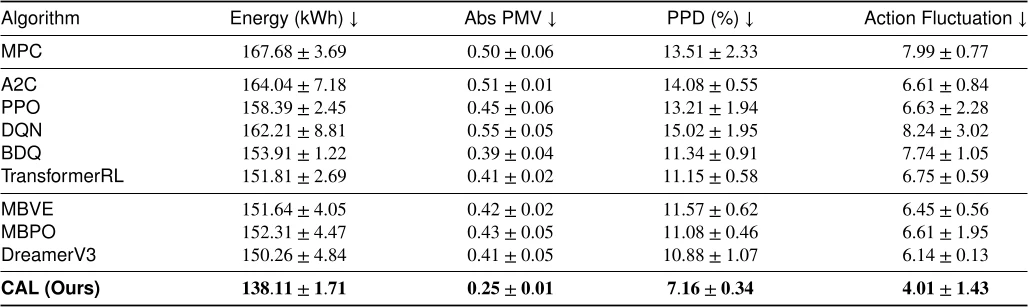 Algorithm Energy (kWh) ↓ Abs PMV ↓ PPD (%) ↓ Action Fluctuation ↓
MPC 167.68 ± 3.69 0.50 ± 0.06 13.51 ± 2.33 7.99 ± 0.77
A2C 164.04 ± 7.18 0.51 ± 0.01 14.08 ± 0.55 6.61 ± 0.84
PPO 158.39 ± 2.45 0.45 ± 0.06 13.21 ± 1.94 6.63 ± 2.28
DQN 162.21 ± 8.81 0.55 ± 0.05 15.02 ± 1.95 8.24 ± 3.02
BDQ 153.91 ± 1.22 0.39 ± 0.04 11.34 ± 0.91 7.74 ± 1.05
TransformerRL 151.81 ± 2.69 0.41 ± 0.02 11.15 ± 0.58 6.75 ± 0.59
MBVE 151.64 ± 4.05 0.42 ± 0.02 11.57 ± 0.62 6.45 ± 0.56
MBPO 152.31 ± 4.47 0.43 ± 0.05 11.08 ± 0.46 6.61 ± 1.95
DreamerV3 150.26 ± 4.84 0.41 ± 0.05 10.88 ± 1.07 6.14 ± 0.13
CAL (Ours) 138.11 ± 1.71 0.25 ± 0.01 7.16 ± 0.34 4.01 ± 1.43